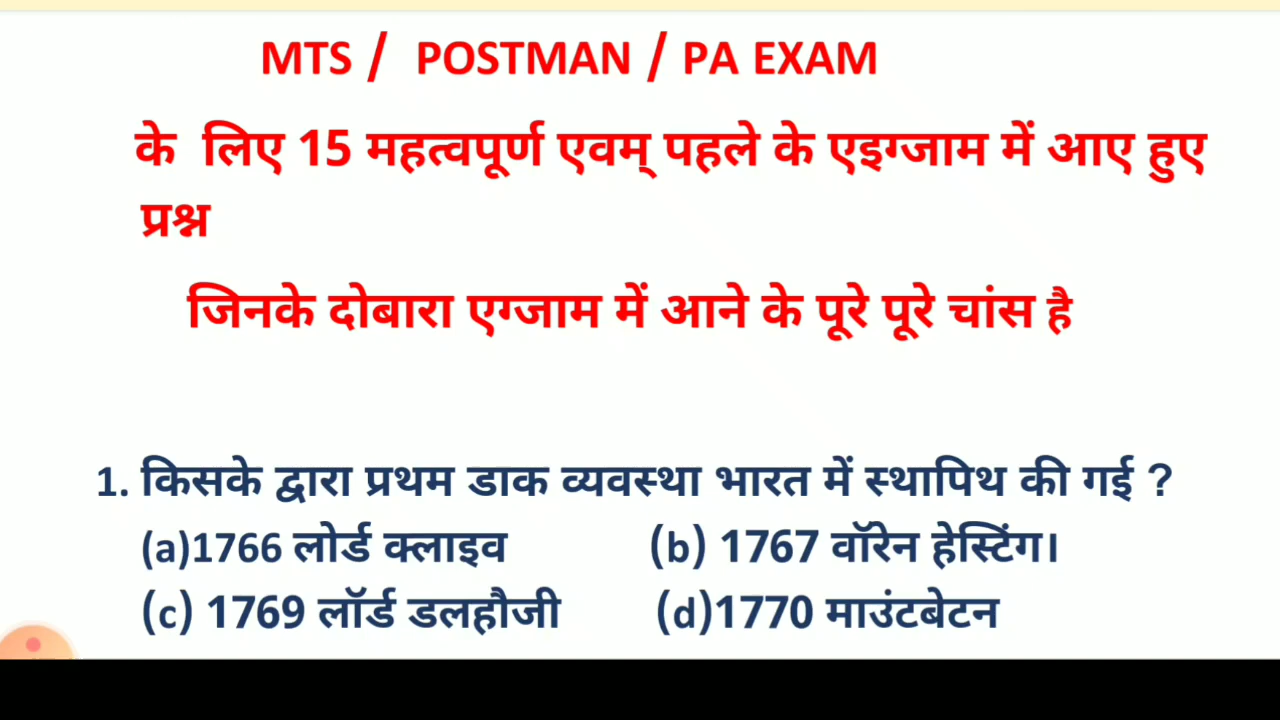 MTS / POSTMAN / PA EXAM
के लिए 15 महत्वपूर्ण एवम् पहले के एइग्जाम में आए हुए
प्रश्न
जिनके दोबारा एग्जाम में आने के पूरे पूरे चांस है
1. किसके द्वारा प्रथम डाक व्यवस्था भारत में स्थापिथ की गई ?
(a)1766 लोर्ड क्लाइव (b) 1767 वॉरेन हेस्टिंग।
(c) 1769 लॉर्ड डलहौजी (d)1770 माउंटबेटन